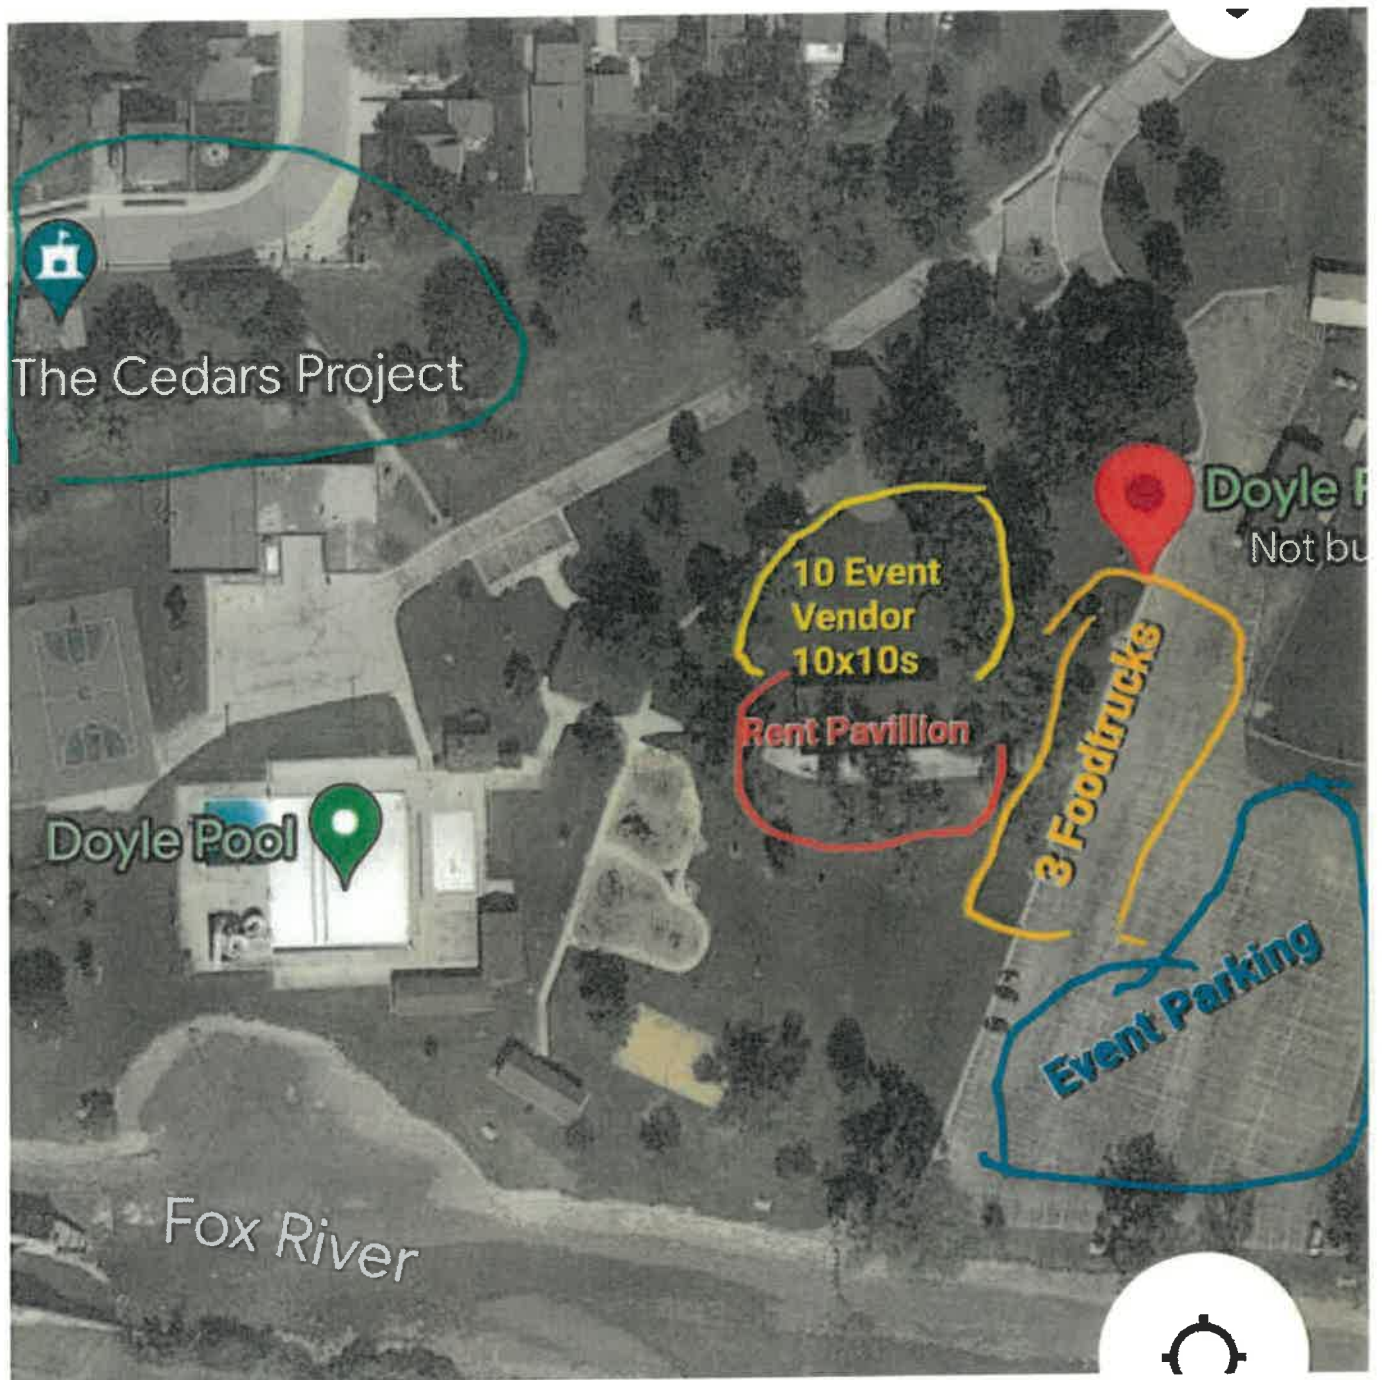 The Cedars Project
Doyle P
Not bu
10 Event
Vendor
10x10s
3 Foodtrucks
Rent Pavillion
Doyle Pool
Event Parking
Fox River